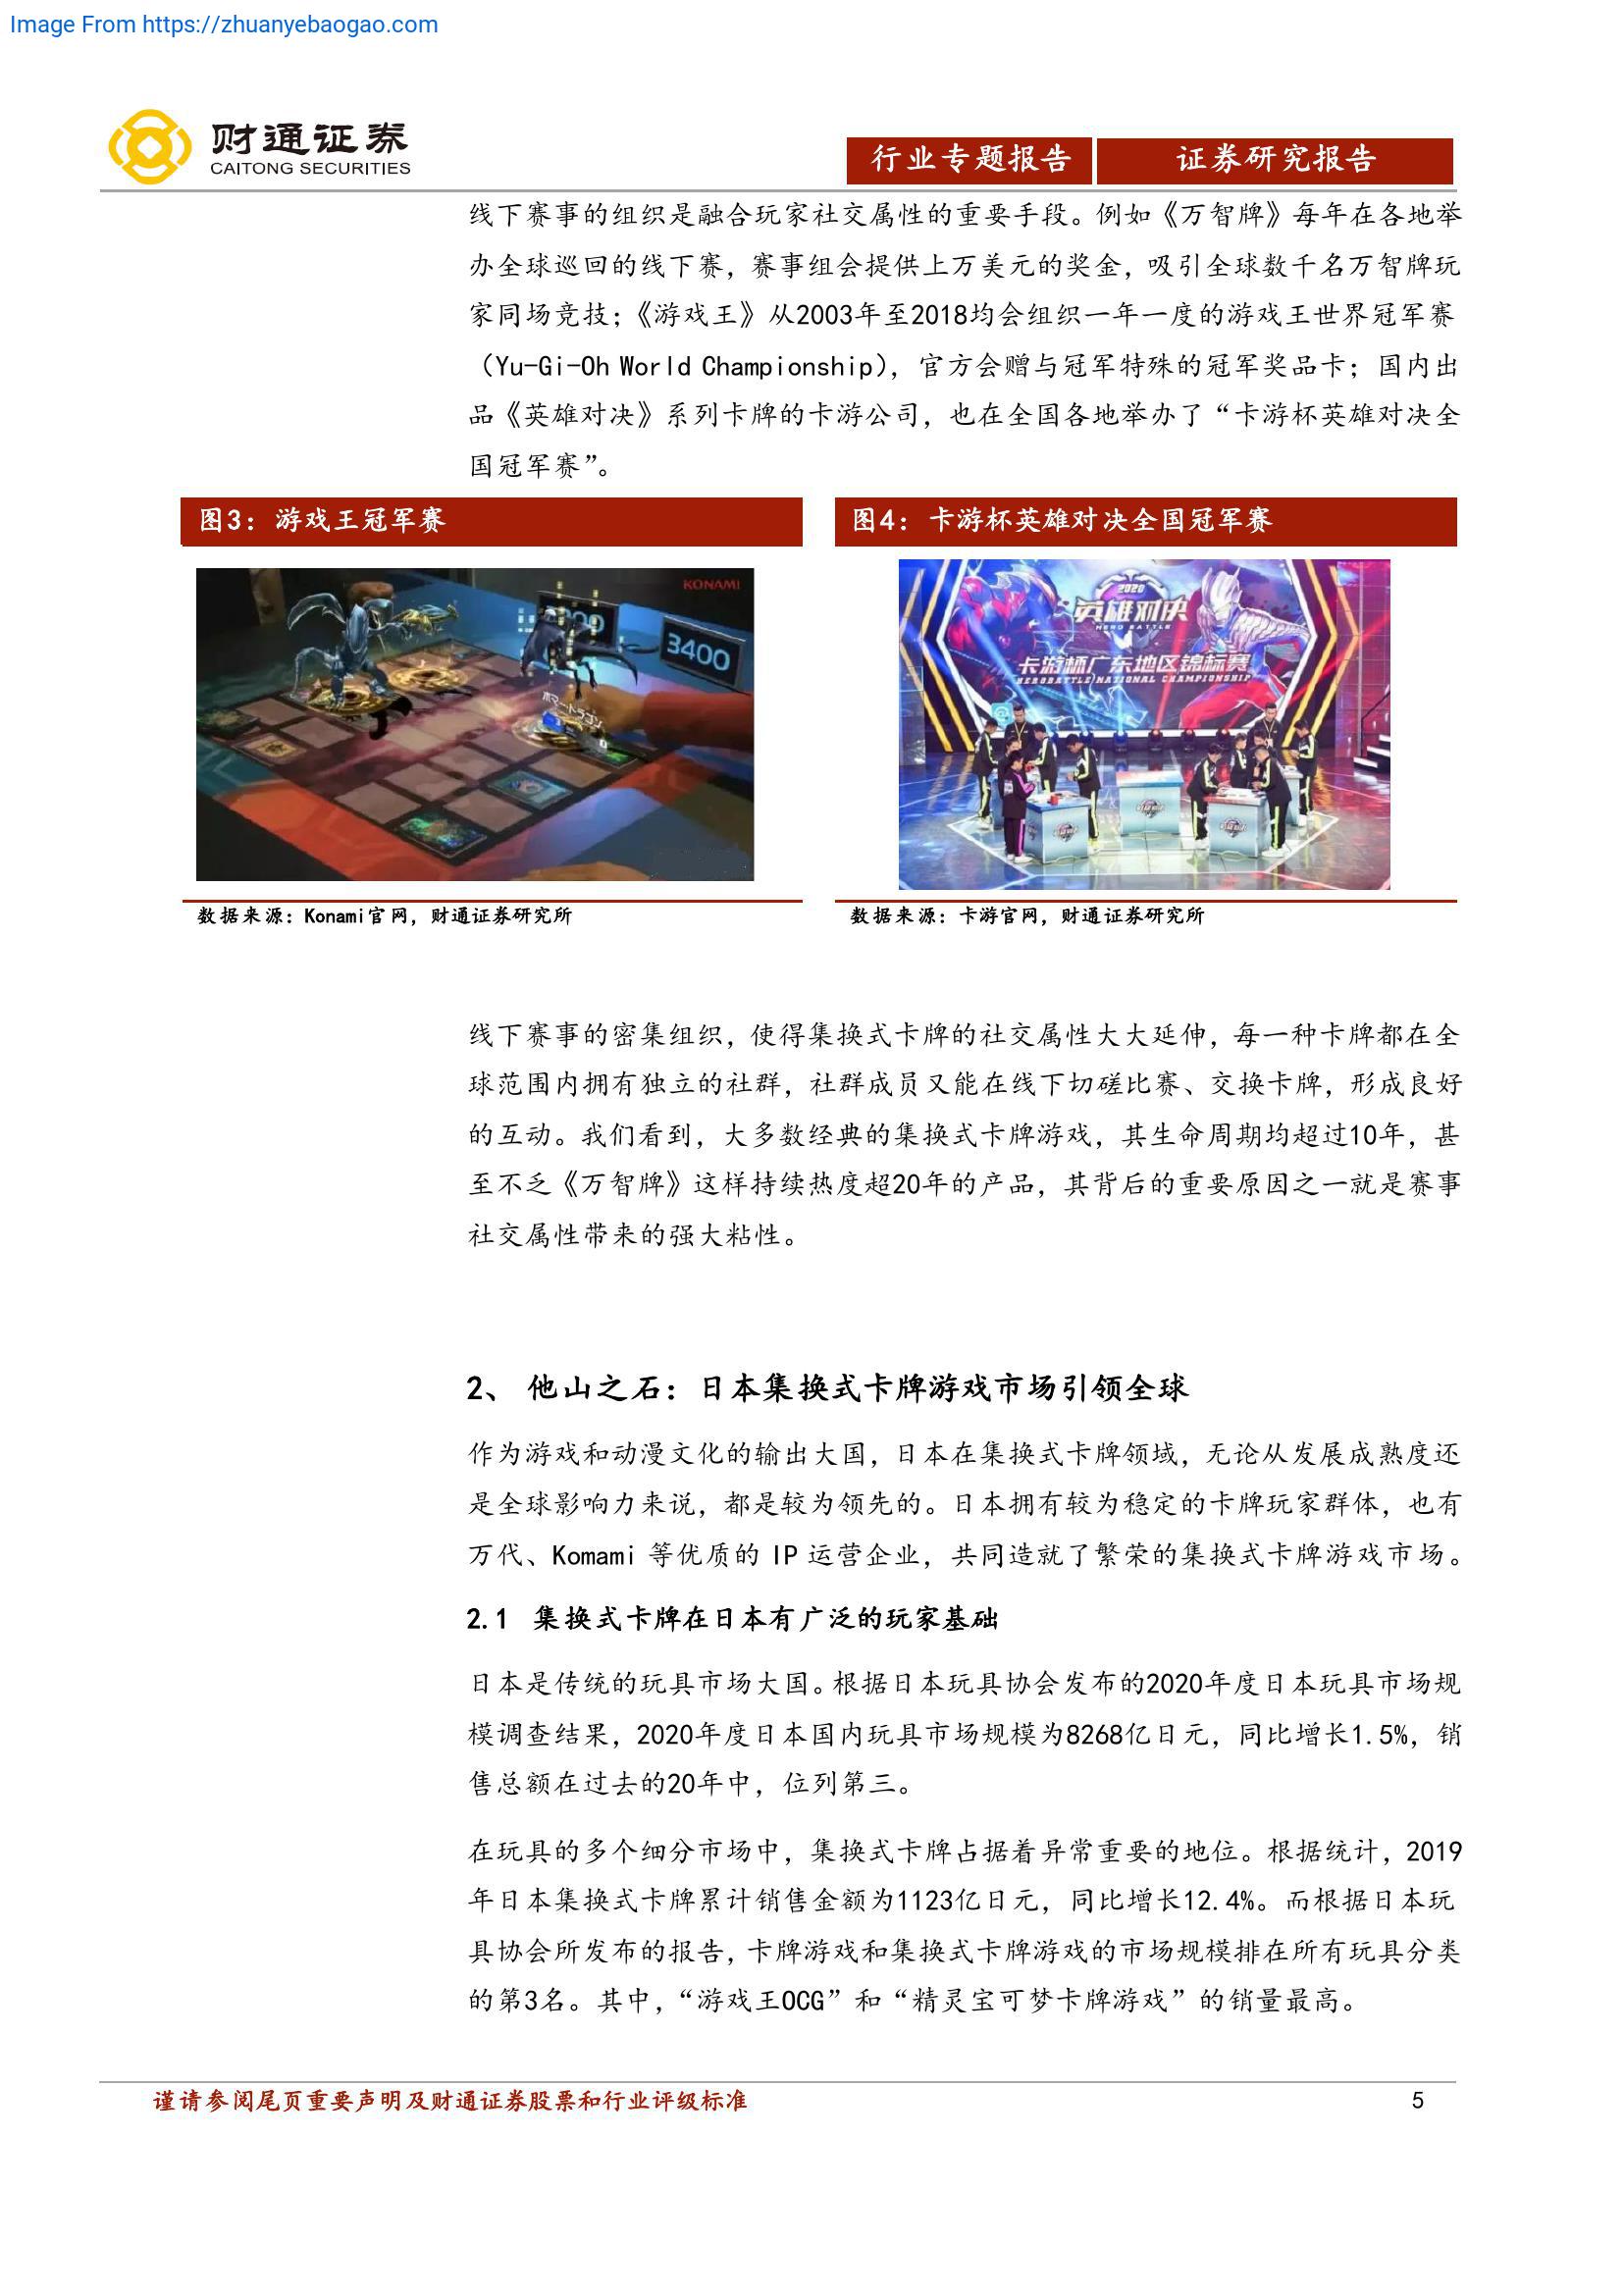 Image From https://zhuanyebaogao.com
财通证券
CAITONG SECURITIES
行业专题报告
证券研究报告
线下赛事的组织是融合玩家社交属性的重要手段。例如《万智牌》每年在各地举
办全球巡回的线下赛，赛事组会提供上万美元的奖金，吸引全球数千名万智牌玩
家同场竞技；《游戏王》从2003年至2018均会组织一年一度的游戏王世界冠军赛
（Yu-Gi-Oh World Championship），官方会赠与冠军特殊的冠军奖品卡；国内出
品《英雄对决》系列卡牌的卡游公司，也在全国各地举办了“卡游杯英雄对决全
国冠军赛”。
图3：游戏王冠军赛
KONAMI
3400
ボマー・ドラゴン
数据来源：Konami官网，财通证券研究所
图4：卡游杯英雄对决全国冠军赛
2020
英雄对决
HERO BATTLE
卡游杯广东地区锦标赛
HEROBATTLE NATIONAL CHAMPIONSHIP
数据来源：卡游官网，财通证券研究所
线下赛事的密集组织，使得集换式卡牌的社交属性大大延伸，每一种卡牌都在全
球范围内拥有独立的社群，社群成员又能在线下切磋比赛、交换卡牌，形成良好
的互动。我们看到，大多数经典的集换式卡牌游戏，其生命周期均超过10年，甚
至不乏《万智牌》这样持续热度超20年的产品，其背后的重要原因之一就是赛事
社交属性带来的强大粘性。
2、 他山之石：日本集换式卡牌游戏市场引领全球
作为游戏和动漫文化的输出大国，日本在集换式卡牌领域，无论从发展成熟度还
是全球影响力来说，都是较为领先的。日本拥有较为稳定的卡牌玩家群体，也有
万代、Komami 等优质的 IP 运营企业，共同造就了繁荣的集换式卡牌游戏市场。
2.1 集换式卡牌在日本有广泛的玩家基础
日本是传统的玩具市场大国。根据日本玩具协会发布的2020年度日本玩具市场规
模调查结果，2020年度日本国内玩具市场规模为8268亿日元，同比增长1.5%，销
售总额在过去的20年中，位列第三。
在玩具的多个细分市场中，集换式卡牌占据着异常重要的地位。根据统计，2019
年日本集换式卡牌累计销售金额为1123亿日元，同比增长12.4%。而根据日本玩
具协会所发布的报告，卡牌游戏和集换式卡牌游戏的市场规模排在所有玩具分类
的第3名。其中，“游戏王OCG”和“精灵宝可梦卡牌游戏”的销量最高。
谨请参阅尾页重要声明及财通证券股票和行业评级标准
5